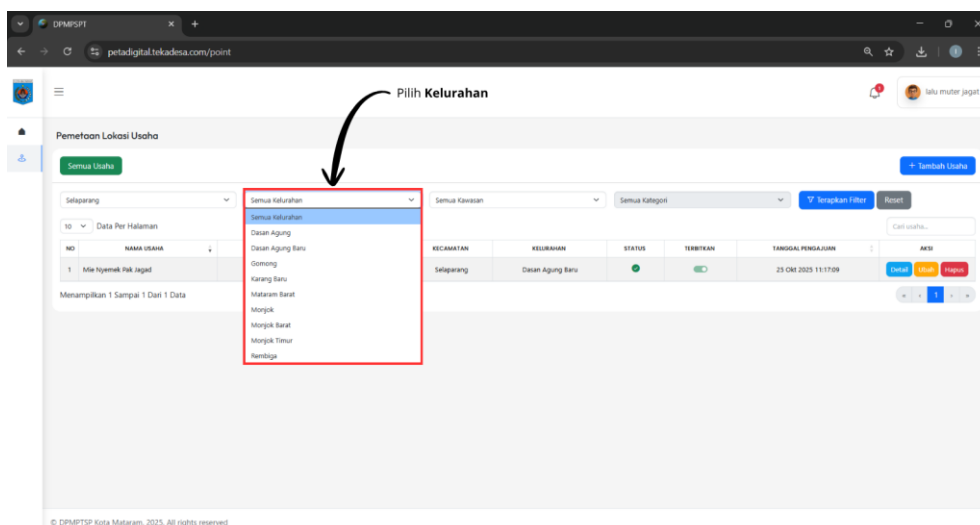 DPMPSPT
petadigital.tekadesa.com/point
Pilih Kelurahan
lalu muter jagat
Pemetaan Lokasi Usaha
Semua Usaha
+ Tambah Usaha
Selaparang
Semua Kelurahan
Semua Kawasan
Semua Kategori
Terapkan Filter
Reset
Semua Kelurahan
Dasan Agung
Dasan Agung Baru
Gomong
Karang Baru
Mataram Barat
Monjok
Monjok Barat
Monjok Timur
Rembiga
10 Data Per Halaman
Cari usaha...
NO NAMA USAHA KECAMATAN KELURAHAN STATUS TERBITKAN TANGGAL PENGAJUAN AKSI
1 Mie Nyemek Pak Jagad Selaparang Dasan Agung Baru 25 Okt 2025 11:17:09 Detail Ubah Hapus
Menampilkan 1 Sampai 1 Dari 1 Data
« ‹ 1 › »
© DPMPTSP Kota Mataram, 2025. All rights reserved